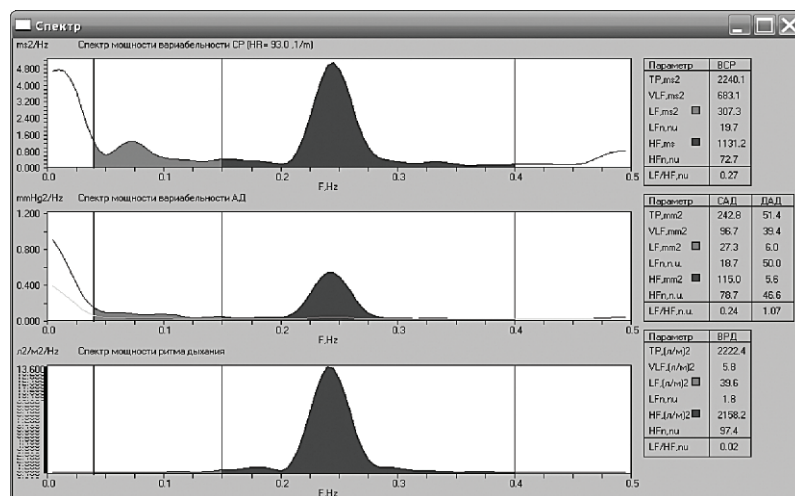 Спектр
ms2/Hz Спектр мощности вариабельности СР (HR= 93.0 ,1/m)
4.800
4.000
3.200
2.400
1.600
0.800
0.000
0.0 0.1 0.2 0.3 0.4 0.5
F,Hz
Параметр ВСР
TP,ms2 2240.1
VLF,ms2 683.1
LF,ms2 307.3
LFn,nu 19.7
HF,ms 1131.2
HFn,nu 72.7
LF/HF,nu 0.27
mmHg2/Hz Спектр мощности вариабельности АД
1.200
0.800
0.400
0.000
0.0 0.1 0.2 0.3 0.4 0.5
F,Hz
Параметр САД ДАД
TP,mm2 242.8 51.4
VLF,mm2 96.7 39.4
LF,mm2 27.3 6.0
LFn,n.u. 18.7 50.0
HF,mm2 115.0 5.6
HFn,n.u. 78.7 46.6
LF/HF,n.u. 0.24 1.07
л2/м2/Hz Спектр мощности ритма дыхания
13.600
0.0 0.1 0.2 0.3 0.4 0.5
F,Hz
Параметр ВРД
TP,(л/м)2 2222.4
VLF,(л/м)2 5.8
LF,(л/м)2 39.6
LFn,nu 1.8
HF,(л/м)2 2158.2
HFn,nu 97.4
LF/HF,nu 0.02